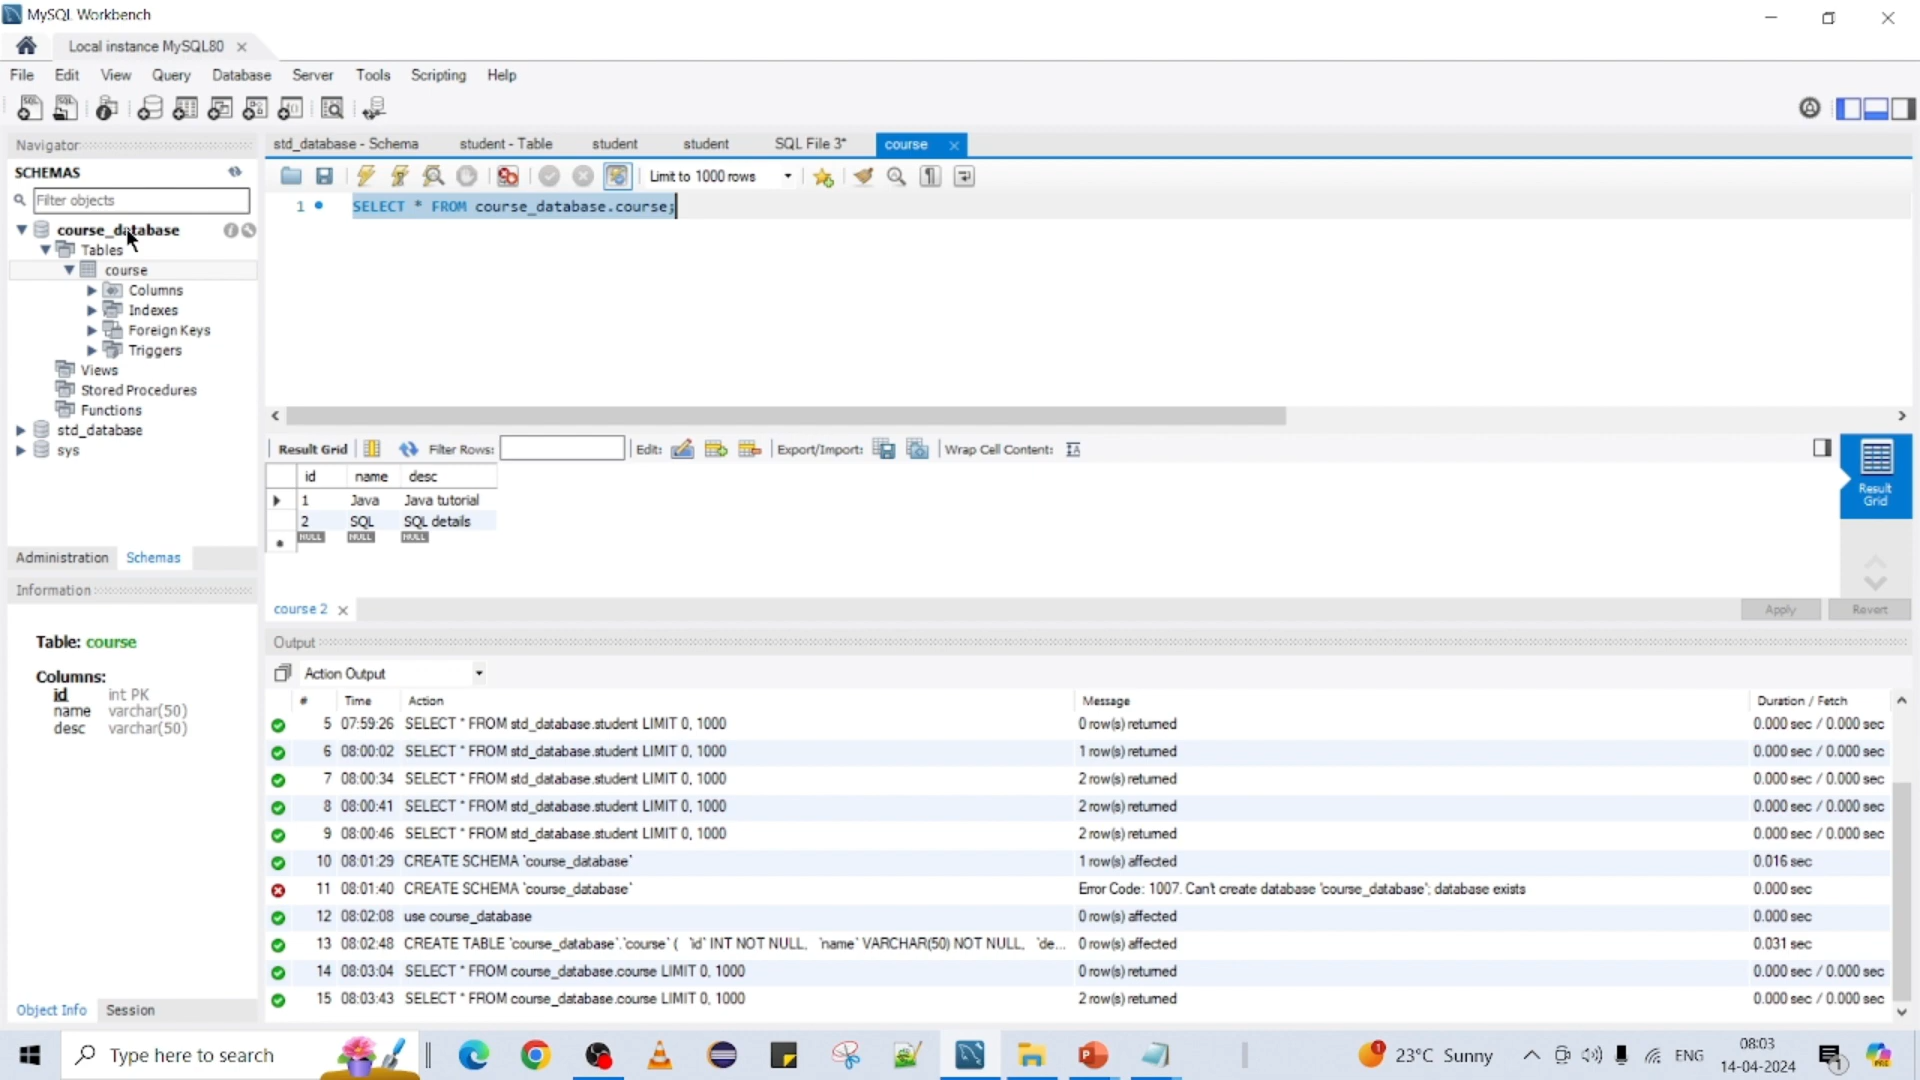 MySQL Workbench
Local instance MySQL80
File Edit View Query Database Server Tools Scripting Help
Navigator
SCHEMAS
Filter objects
course_database
Tables
course
Columns
Indexes
Foreign Keys
Triggers
Views
Stored Procedures
Functions
std_database
sys
Administration Schemas
Information
Table: course
Columns:
id int PK
name varchar(50)
desc varchar(50)
Object Info Session
std_database - Schema student - Table student student SQL File 3* course
Limit to 1000 rows
1 SELECT * FROM course_database.course;
Result Grid Filter Rows: Edit: Export/Import: Wrap Cell Content:
id name desc
1 Java Java tutorial
2 SQL SQL details
NULL NULL NULL
Result
Grid
course 2 Apply Revert
Output
Action Output
# Time Action Message Duration / Fetch
5 07:59:26 SELECT * FROM std_database.student LIMIT 0, 1000 0 row(s) returned 0.000 sec / 0.000 sec
6 08:00:02 SELECT * FROM std_database.student LIMIT 0, 1000 1 row(s) returned 0.000 sec / 0.000 sec
7 08:00:34 SELECT * FROM std_database.student LIMIT 0, 1000 2 row(s) returned 0.000 sec / 0.000 sec
8 08:00:41 SELECT * FROM std_database.student LIMIT 0, 1000 2 row(s) returned 0.000 sec / 0.000 sec
9 08:00:46 SELECT * FROM std_database.student LIMIT 0, 1000 2 row(s) returned 0.000 sec / 0.000 sec
10 08:01:29 CREATE SCHEMA `course_database` 1 row(s) affected 0.016 sec
11 08:01:40 CREATE SCHEMA `course_database` Error Code: 1007. Can't create database 'course_database'; database exists 0.000 sec
12 08:02:08 use course_database 0 row(s) affected 0.000 sec
13 08:02:48 CREATE TABLE `course_database`.`course` ( `id` INT NOT NULL, `name` VARCHAR(50) NOT NULL, `de... 0 row(s) affected 0.031 sec
14 08:03:04 SELECT * FROM course_database.course LIMIT 0, 1000 0 row(s) returned 0.000 sec / 0.000 sec
15 08:03:43 SELECT * FROM course_database.course LIMIT 0, 1000 2 row(s) returned 0.000 sec / 0.000 sec
Type here to search
1 23°C Sunny ENG 08:03 1
14-04-2024